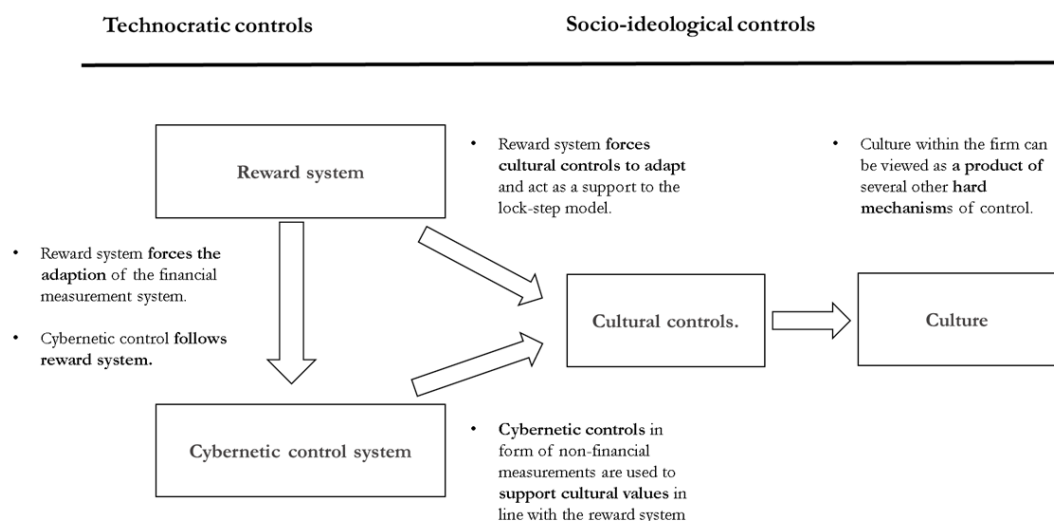 Technocratic controls
Socio-ideological controls
Reward system
• Reward system forces
cultural controls to adapt
and act as a support to the
lock-step model.
• Culture within the firm can
be viewed as a product of
several other hard
mechanisms of control.
• Reward system forces the
adaption of the financial
measurement system.
• Cybernetic control follows
reward system.
Cultural controls.
Culture
Cybernetic control system
• Cybernetic controls in
form of non-financial
measurements are used to
support cultural values in
line with the reward system